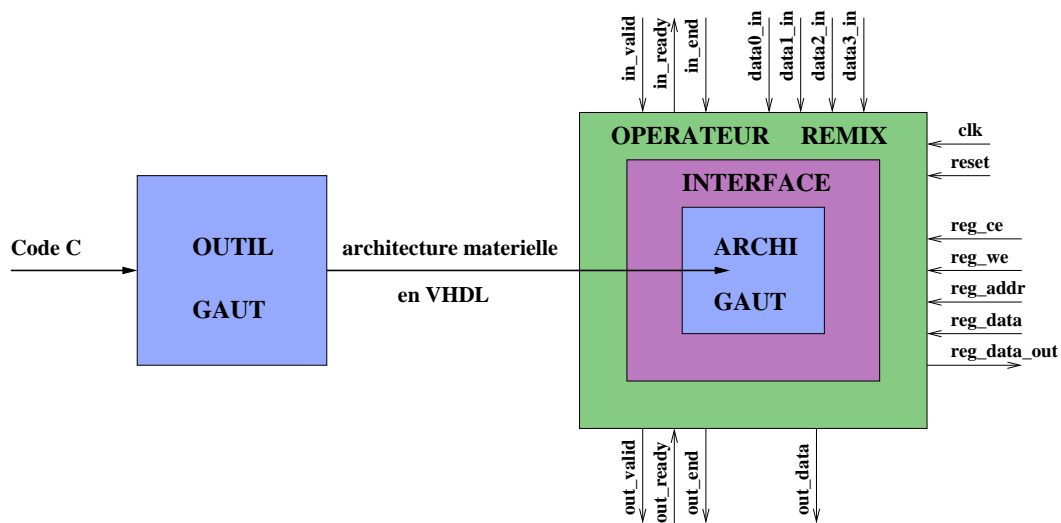 in_valid
in_ready
in_end
data0_in
data1_in
data2_in
data3_in
OPERATEUR REMIX
clk
reset
INTERFACE
Code C
OUTIL
GAUT
architecture materielle
en VHDL
ARCHI
GAUT
reg_ce
reg_we
reg_addr
reg_data
reg_data_out
out_valid
out_ready
out_end
out_data